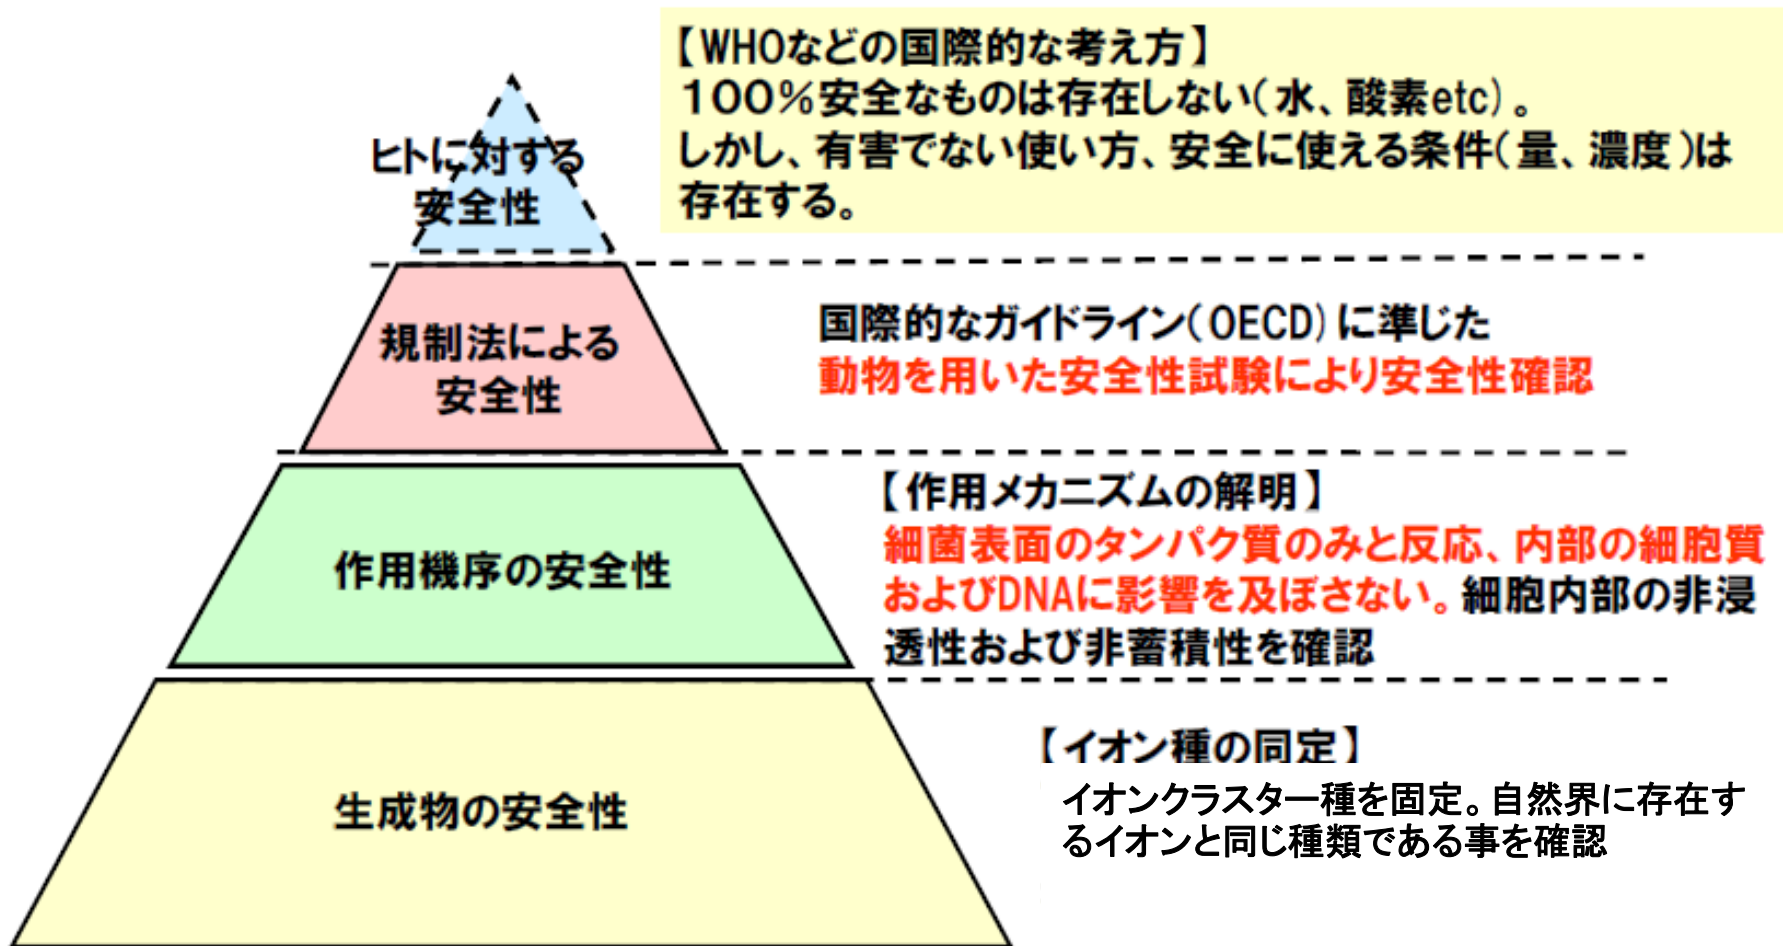 【WHOなどの国際的な考え方】
100%安全なものは存在しない(水、酸素etc)。
しかし、有害でない使い方、安全に使える条件(量、濃度)は
存在する。
ヒトに対する
安全性
規制法による
安全性
国際的なガイドライン(OECD)に準じた
動物を用いた安全性試験により安全性確認
作用機序の安全性
【作用メカニズムの解明】
細菌表面のタンパク質のみと反応、内部の細胞質
およびDNAに影響を及ぼさない。細胞内部の非浸
透性および非蓄積性を確認
生成物の安全性
【イオン種の同定】
イオンクラスター種を固定。自然界に存在す
るイオンと同じ種類である事を確認